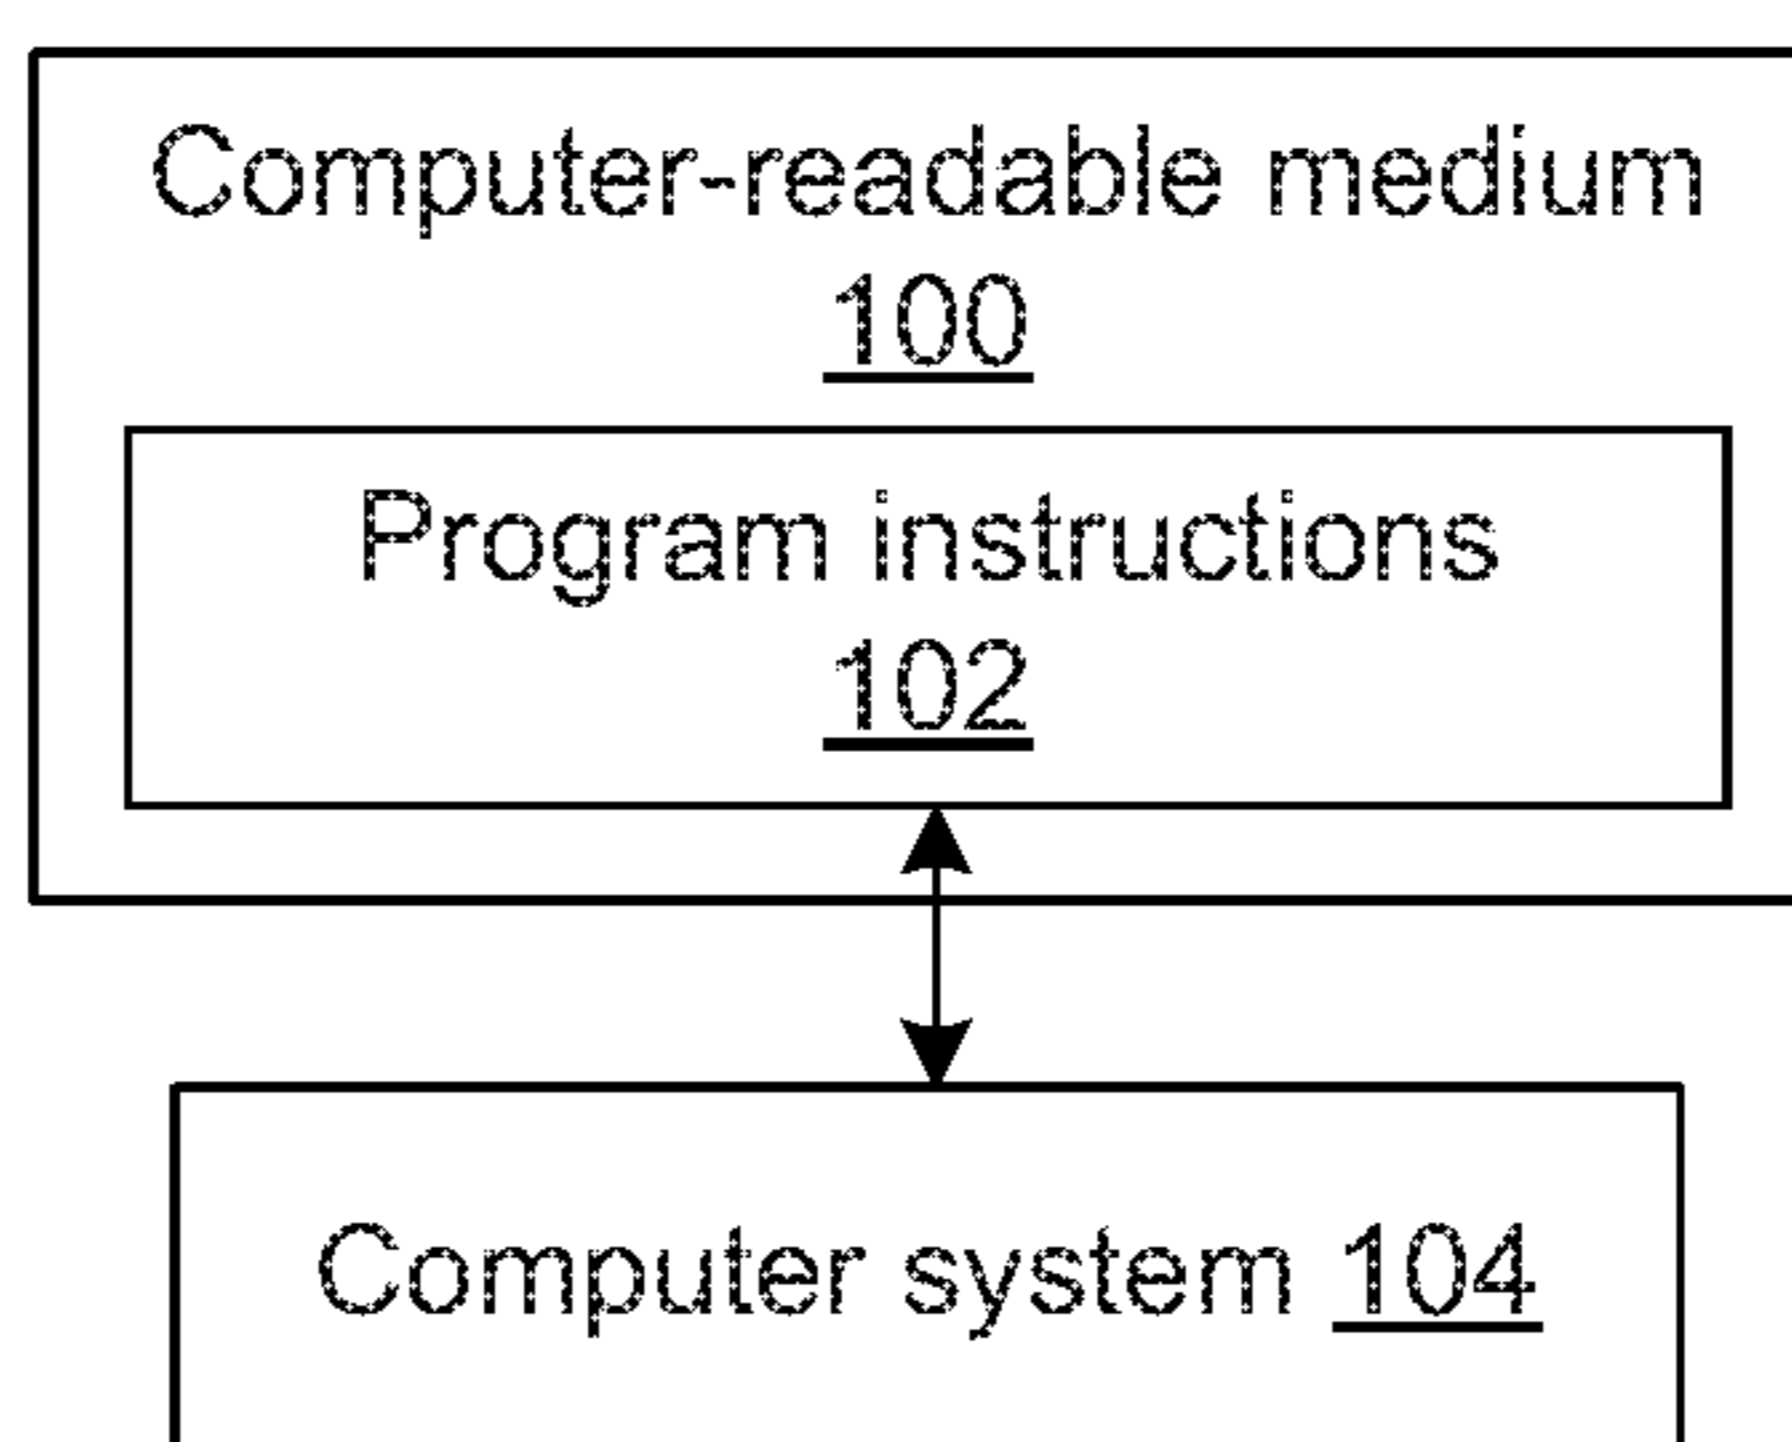 Computer-readable medium
100
Program instructions
102
Computer system 104